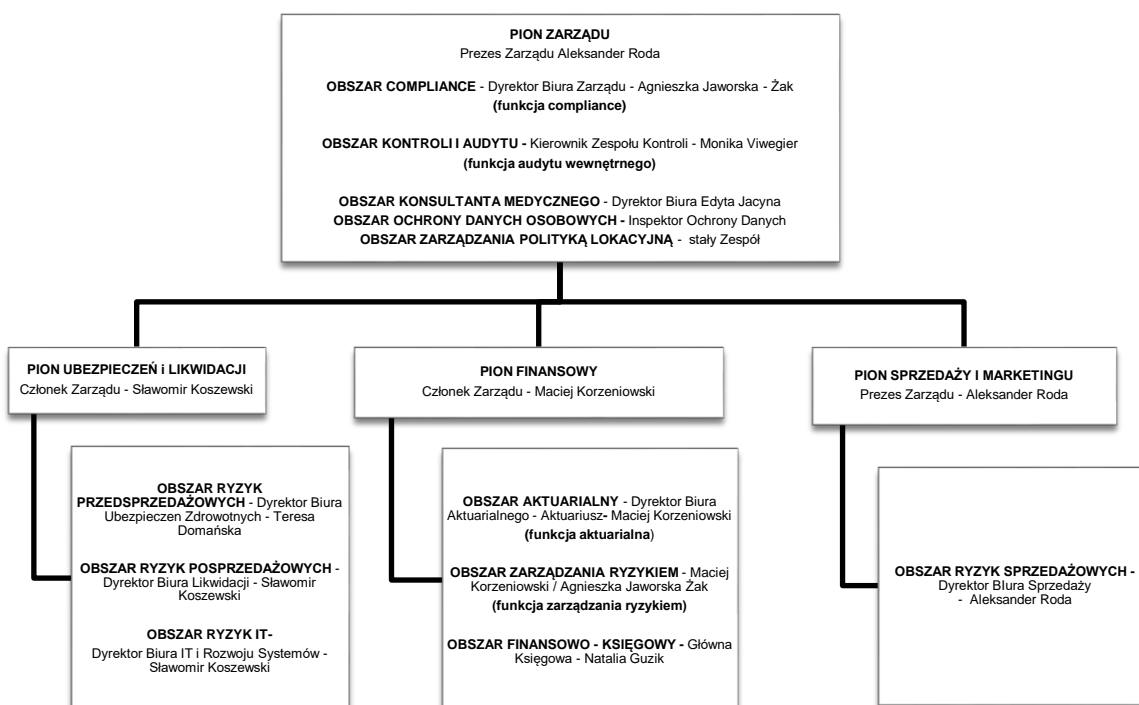 PION ZARZĄDU
Prezes Zarządu Aleksander Roda
OBSZAR COMPLIANCE - Dyrektor Biura Zarządu - Agnieszka Jaworska - Żak
(funkcja compliance)
OBSZAR KONTROLI I AUDYTU - Kierownik Zespołu Kontroli - Monika Viwegier
(funkcja audytu wewnętrnego)
OBSZAR KONSULTANTA MEDYCZNEGO - Dyrektor Biura Edyta Jacyna
OBSZAR OCHRONY DANYCH OSOBOWYCH - Inspektor Ochrony Danych
OBSZAR ZARZĄDZANIA POLITYKĄ LOKACYJNĄ - stały Zespół
PION UBEZPIECZEŃ i LIKWIDACJI
Członek Zarządu - Sławomir Koszewski
PION FINANSOWY
Członek Zarządu - Maciej Korzeniowski
PION SPRZEDAŻY I MARKETINGU
Prezes Zarządu - Aleksander Roda
OBSZAR RYZYK
PRZEDSPRZEDAŻOWYCH - Dyrektor Biura
Ubezpieczen Zdrowotnych - Teresa
Domańska
OBSZAR RYZYK POSPRZEDAŻOWYCH -
Dyrektor Biura Likwidacji - Sławomir
Koszewski
OBSZAR RYZYK IT-
Dyrektor Biura IT i Rozwoju Systemów -
Sławomir Koszewski
OBSZAR AKTUARIALNY - Dyrektor Biura
Aktuarialnego - Aktuariusz- Maciej Korzeniowski
(funkcja aktuarialna)
OBSZAR ZARZĄDZANIA RYZYKIEM - Maciej
Korzeniowski / Agnieszka Jaworska Żak
(funkcja zarządzania ryzykiem)
OBSZAR FINANSOWO - KSIĘGOWY - Główna
Księgowa - Natalia Guzik
OBSZAR RYZYK SPRZEDAŻOWYCH -
Dyrektor BIura Sprzedaży
- Aleksander Roda